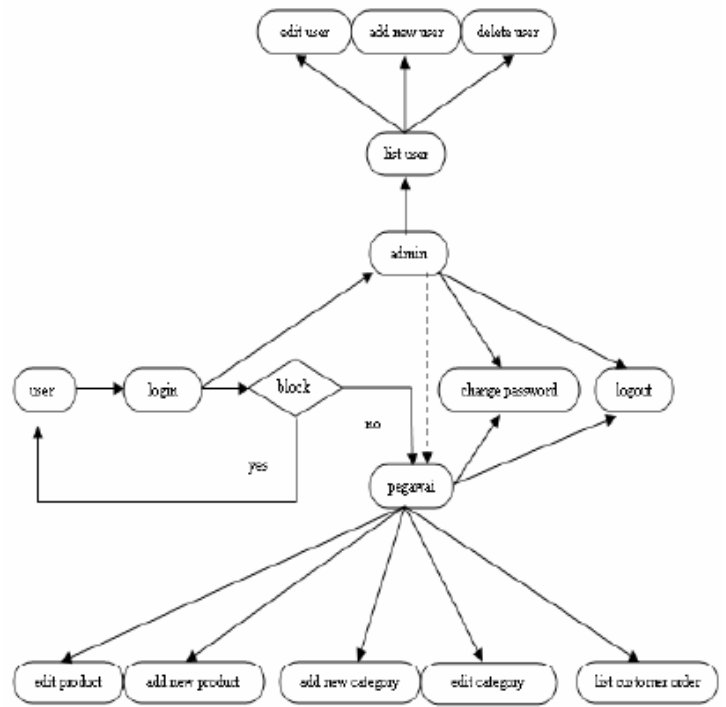 edit user
add new user
delete user
list user
admin
user
login
block
change password
logout
no
yes
pegawai
edit product
add new product
add new category
edit category
list customer order